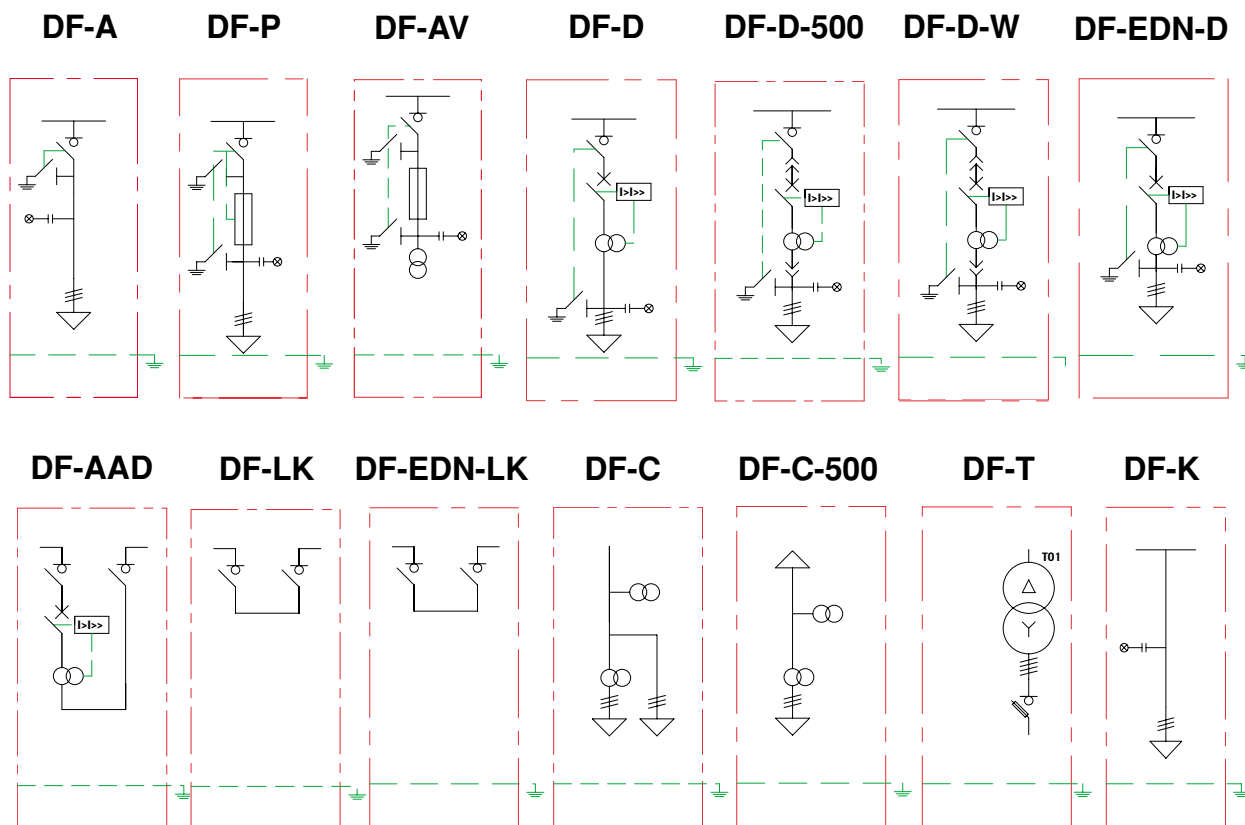 DF-A DF-P DF-AV DF-D DF-D-500 DF-D-W DF-EDN-D
I>I>> I>I>> I>I>> I>I>>
DF-AAD DF-LK DF-EDN-LK DF-C DF-C-500 DF-T DF-K
T01
I>I>>